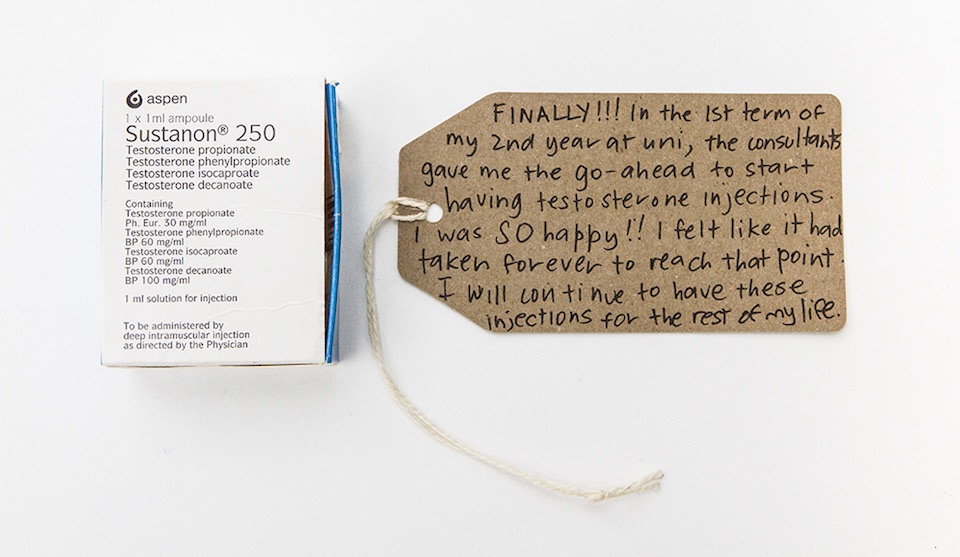 aspen
1 x 1ml ampoule
Sustanon® 250
Testosterone propionate
Testosterone phenylpropionate
Testosterone isocaproate
Testosterone decanoate
Containing
Testosterone propionate
Ph. Eur. 30 mg/ml
Testosterone phenylpropionate
BP 60 mg/ml
Testosterone isocaproate
BP 60 mg/ml
Testosterone decanoate
BP 100 mg/ml
1 ml solution for injection
To be administered by
deep intramuscular injection
as directed by the Physician
FINALLY!!! In the 1st term of
my 2nd year at uni, the consultants
gave me the go-ahead to start
having testosterone injections.
I was SO happy!! I felt like it had
taken forever to reach that point.
I will continue to have these
injections for the rest of my life.